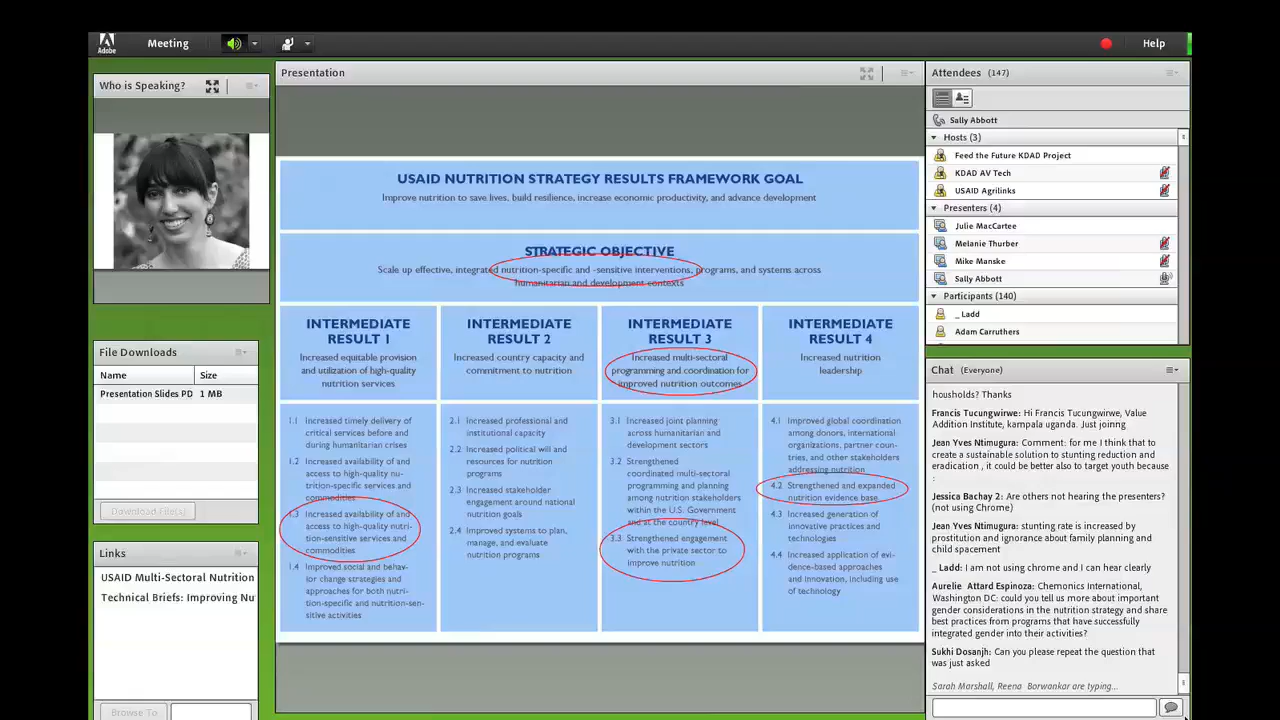 Adobe
Meeting
Help
Who is Speaking?
File Downloads
Name
Size
Presentation Slides PD
1 MB
Download File(s)
Links
USAID Multi-Sectoral Nutrition
Technical Briefs: Improving Nu
Browse To
Presentation
USAID NUTRITION STRATEGY RESULTS FRAMEWORK GOAL
Improve nutrition to save lives, build resilience, increase economic productivity, and advance development
STRATEGIC OBJECTIVE
Scale up effective, integrated nutrition-specific and -sensitive interventions, programs, and systems across
humanitarian and development contexts
INTERMEDIATE
RESULT 1
Increased equitable provision
and utilization of high-quality
nutrition services
1.1 Increased timely delivery of
critical services before and
during humanitarian crises
1.2 Increased availability of and
access to high-quality nu-
trition-specific services and
commodities
1.3 Increased availability of and
access to high-quality nutri-
tion-sensitive services and
commodities
1.4 Improved social and behav-
ior change strategies and
approaches for both nutri-
tion-specific and nutrition-sen-
sitive activities
INTERMEDIATE
RESULT 2
Increased country capacity and
commitment to nutrition
2.1 Increased professional and
institutional capacity
2.2 Increased political will and
resources for nutrition
programs
2.3 Increased stakeholder
engagement around national
nutrition goals
2.4 Improved systems to plan,
manage, and evaluate
nutrition programs
INTERMEDIATE
RESULT 3
Increased multi-sectoral
programming and coordination for
improved nutrition outcomes
3.1 Increased joint planning
across humanitarian and
development sectors
3.2 Strengthened
coordinated multi-sectoral
programming and planning
among nutrition stakeholders
within the U.S. Government
and at the country level
3.3 Strengthened engagement
with the private sector to
improve nutrition
INTERMEDIATE
RESULT 4
Increased nutrition
leadership
4.1 Improved global coordination
among donors, international
organizations, partner coun-
tries, and other stakeholders
addressing nutrition
4.2 Strengthened and expanded
nutrition evidence base
4.3 Increased generation of
innovative practices and
technologies
4.4 Increased application of evi-
dence-based approaches
and innovation, including use
of technology
Attendees (147)
Sally Abbott
Hosts (3)
Feed the Future KDAD Project
KDAD AV Tech
USAID Agrilinks
Presenters (4)
Julie MacCartee
Melanie Thurber
Mike Manske
Sally Abbott
Participants (140)
_ Ladd
Adam Carruthers
Chat (Everyone)
housholds? Thanks
Francis Tucungwirwe: Hi Francis Tucungwirwe, Value
Addition Institute, kampala uganda. Just joining
Jean Yves Ntimugura: Comment: for me I think that to
create a sustainable solution to stunting reduction and
eradication , it could be better also to target youth because
:
Jessica Bachay 2: Are others not hearing the presenters?
(not using Chrome)
Jean Yves Ntimugura: stunting rate is increased by
prostitution and ignorance about family planning and
child spacement
_ Ladd: I am not using chrome and I can hear clearly
Aurelie Attard Espinoza: Chemonics International,
Washington DC: could you tell us more about important
gender considerations in the nutrition strategy and share
best practices from programs that have successfully
integrated gender into their activities?
Sukhi Dosanjh: Can you please repeat the question that
was just asked
Sarah Marshall, Reena Borwankar are typing...